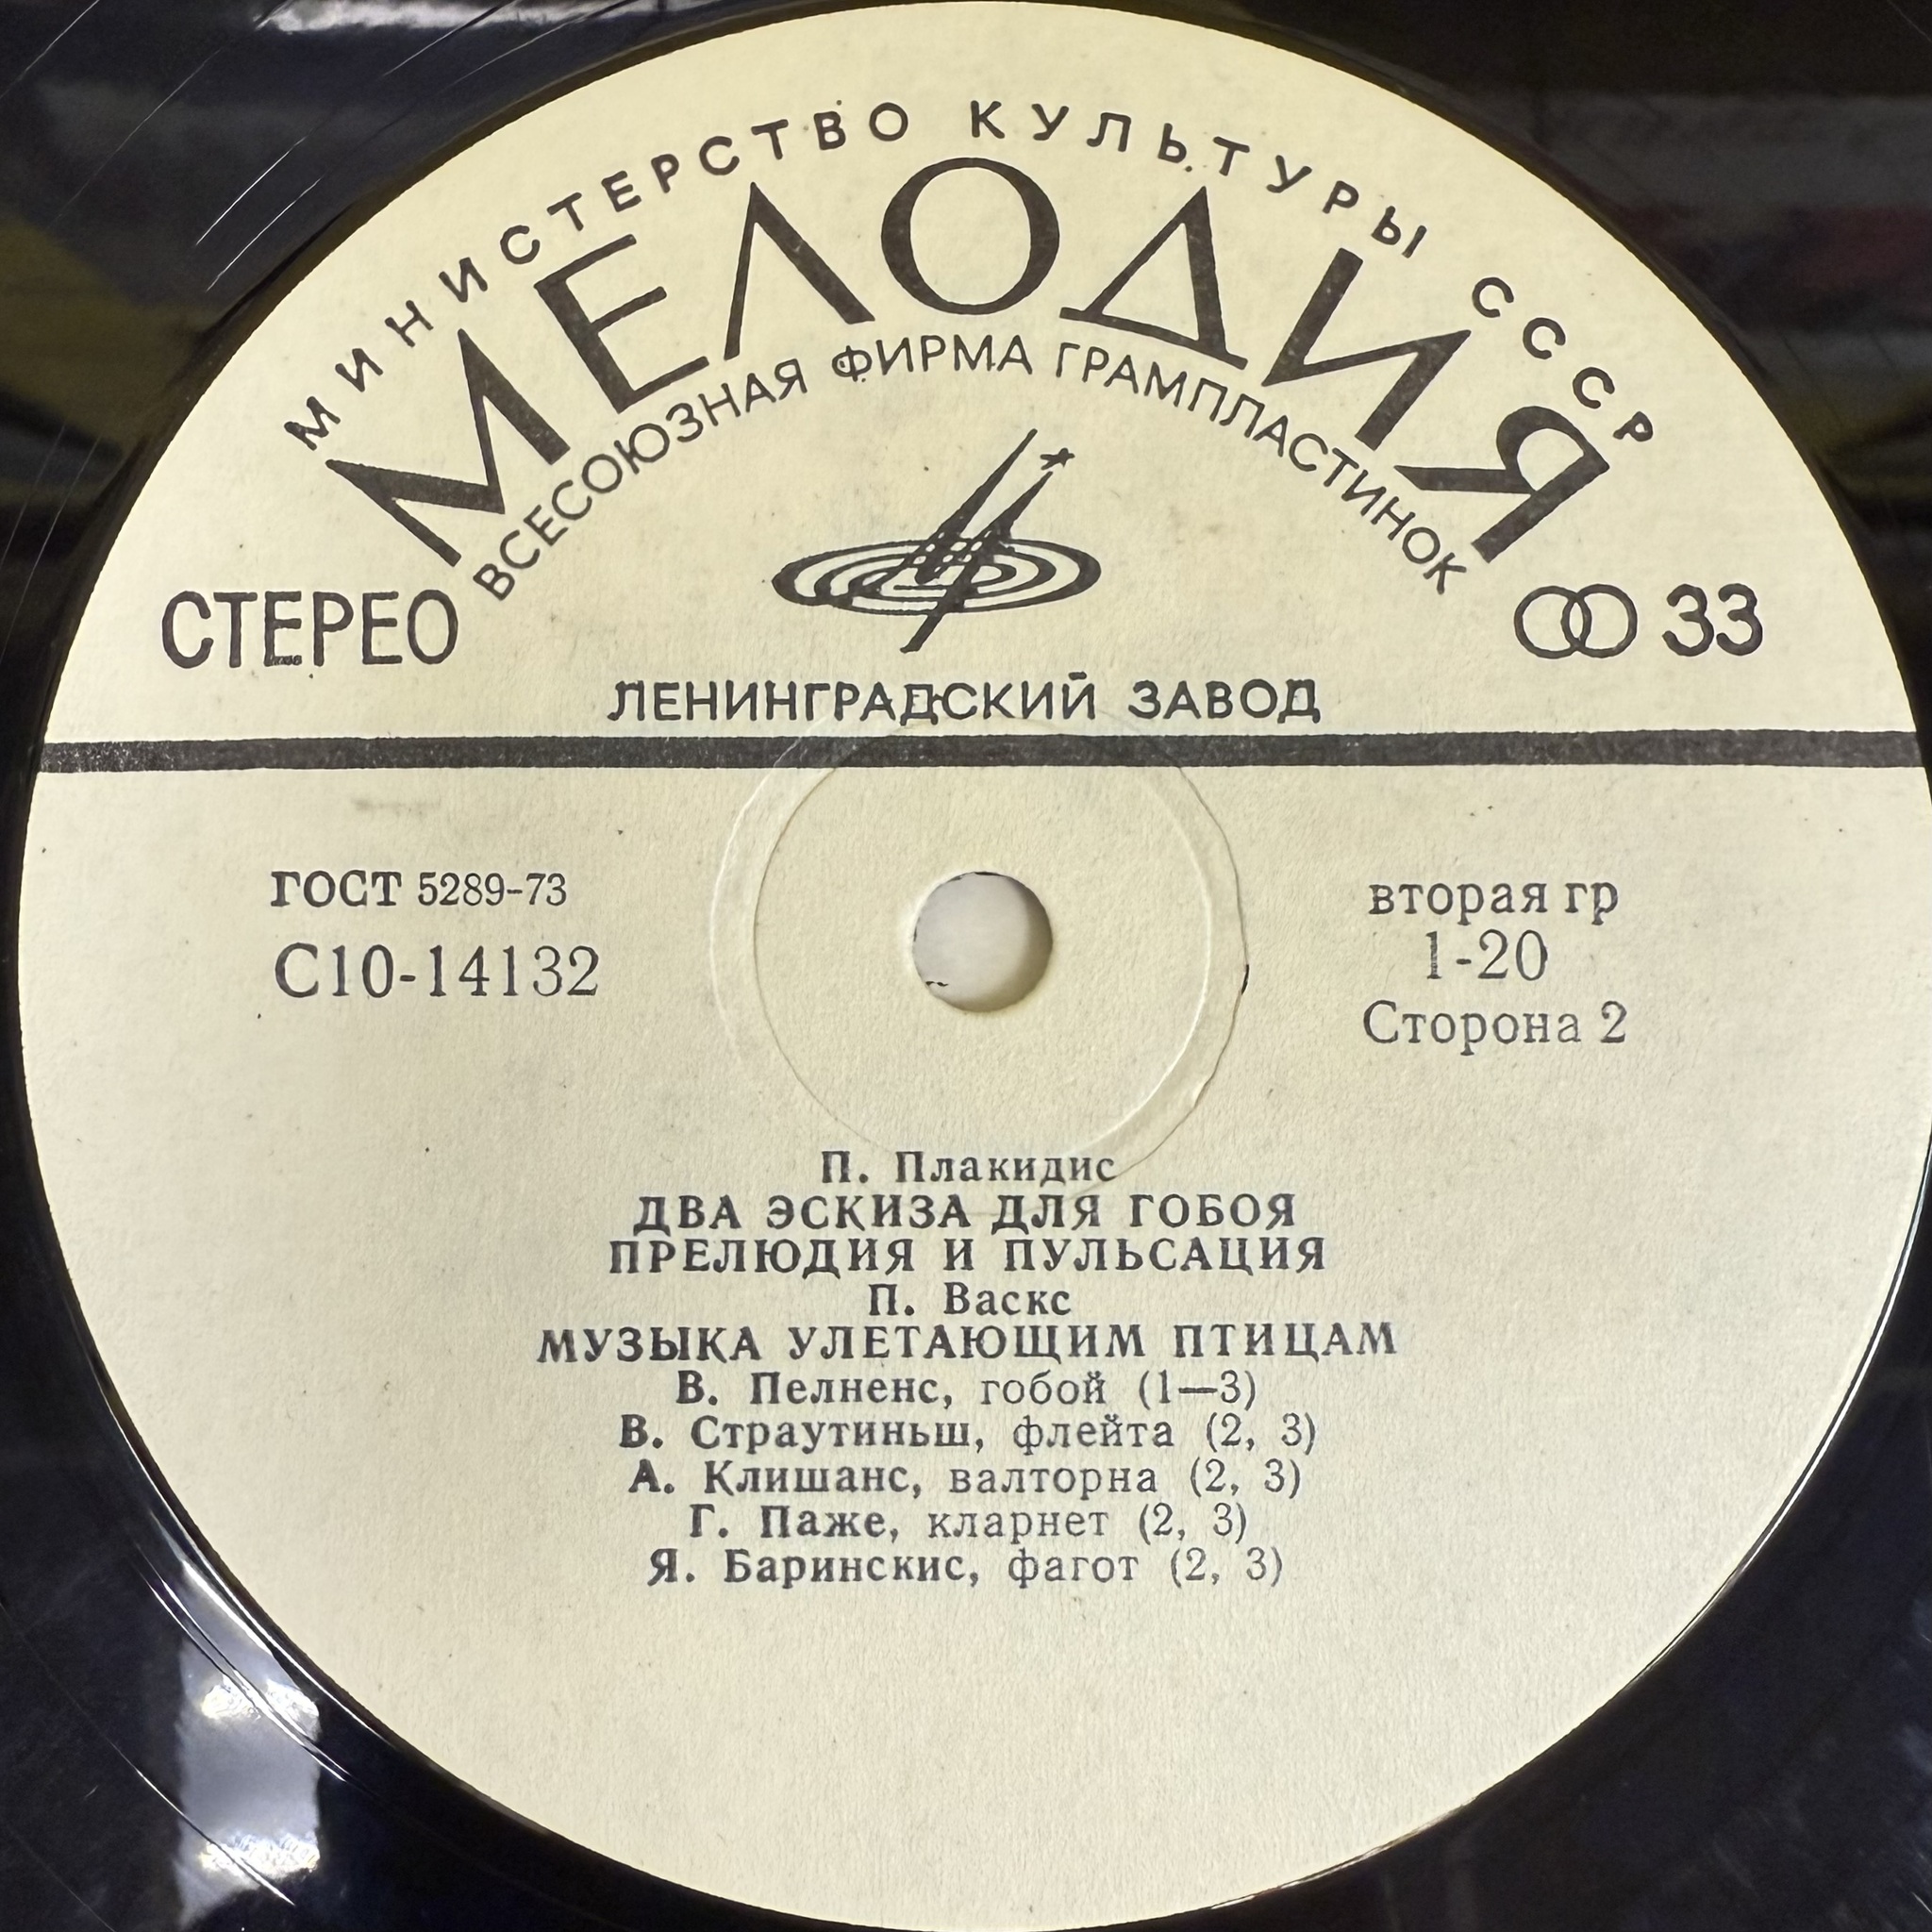 МИНИСТЕРСТВО КУЛЬТУРЫ СССР
МЕЛОДИЯ
ВСЕСОЮЗНАЯ ФИРМА ГРАМПЛАСТИНОК
СТЕРЕО
33
ЛЕНИНГРАДСКИЙ ЗАВОД
ГОСТ 5289-73
С10-14132
вторая гр
1-20
Сторона 2
П. Плакидис
ДВА ЭСКИЗА ДЛЯ ГОБОЯ
ПРЕЛЮДИЯ И ПУЛЬСАЦИЯ
П. Васкс
МУЗЫКА УЛЕТАЮЩИМ ПТИЦАМ
В. Пелненс, гобой (1—3)
В. Страутиньш, флейта (2, 3)
А. Клишанс, валторна (2, 3)
Г. Паже, кларнет (2, 3)
Я. Баринскис, фагот (2, 3)